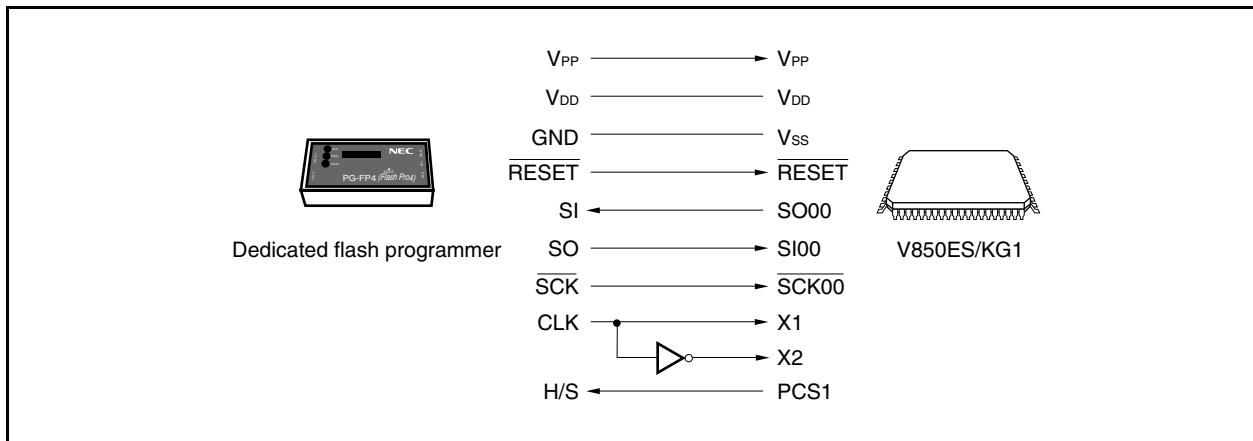 VPP VPP
VDD VDD
GND VSS
RESET RESET
SI SO00
SO SI00
SCK SCK00
CLK X1
X2
H/S PCS1
NEC
PG-FP4 (Flash Pro4)
Dedicated flash programmer
V850ES/KG1